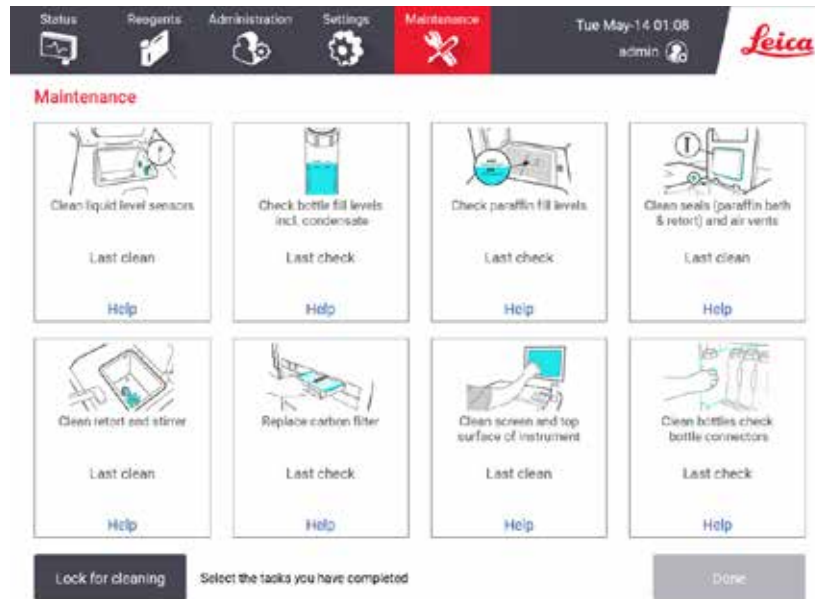 Status
Reagents
Administration
Settings
Maintenance
Tue May-14 01:08
admin
Leica
Maintenance
Clean liquid level sensors
Last clean
Help
Check bottle fill levels
incl. condensate
Last check
Help
Check paraffin fill levels
Last check
Help
Clean seals (paraffin bath
& retort) and air vents
Last clean
Help
Clean retort and stirrer
Last clean
Help
Replace carbon filter
Last check
Help
Clean screen and top
surface of instrument
Last clean
Help
Clean bottles check
bottle connectors
Last check
Help
Lock for cleaning
Select the tasks you have completed
Done